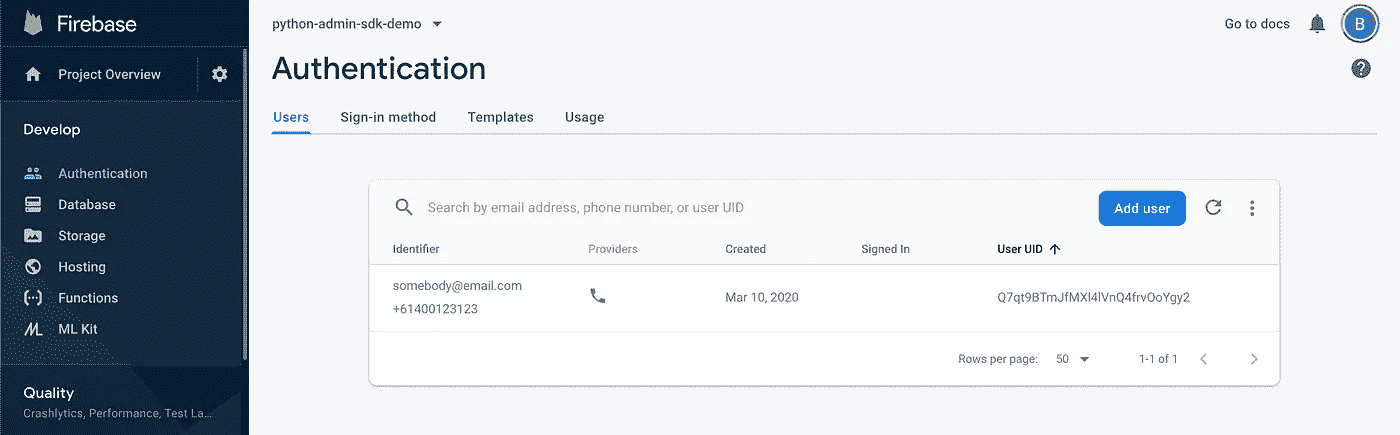 Firebase
Project Overview
Develop
Authentication
Database
Storage
Hosting
Functions
ML Kit
Quality
Crashlytics, Performance, Test La...
python-admin-sdk-demo
Go to docs
B
Authentication
Users Sign-in method Templates Usage
Search by email address, phone number, or user UID
Add user
Identifier Providers Created Signed In User UID
somebody@email.com
+61400123123
Mar 10, 2020
Q7qt9BTmJfMXl4lVnQ4frvOoYgy2
Rows per page: 50 1-1 of 1